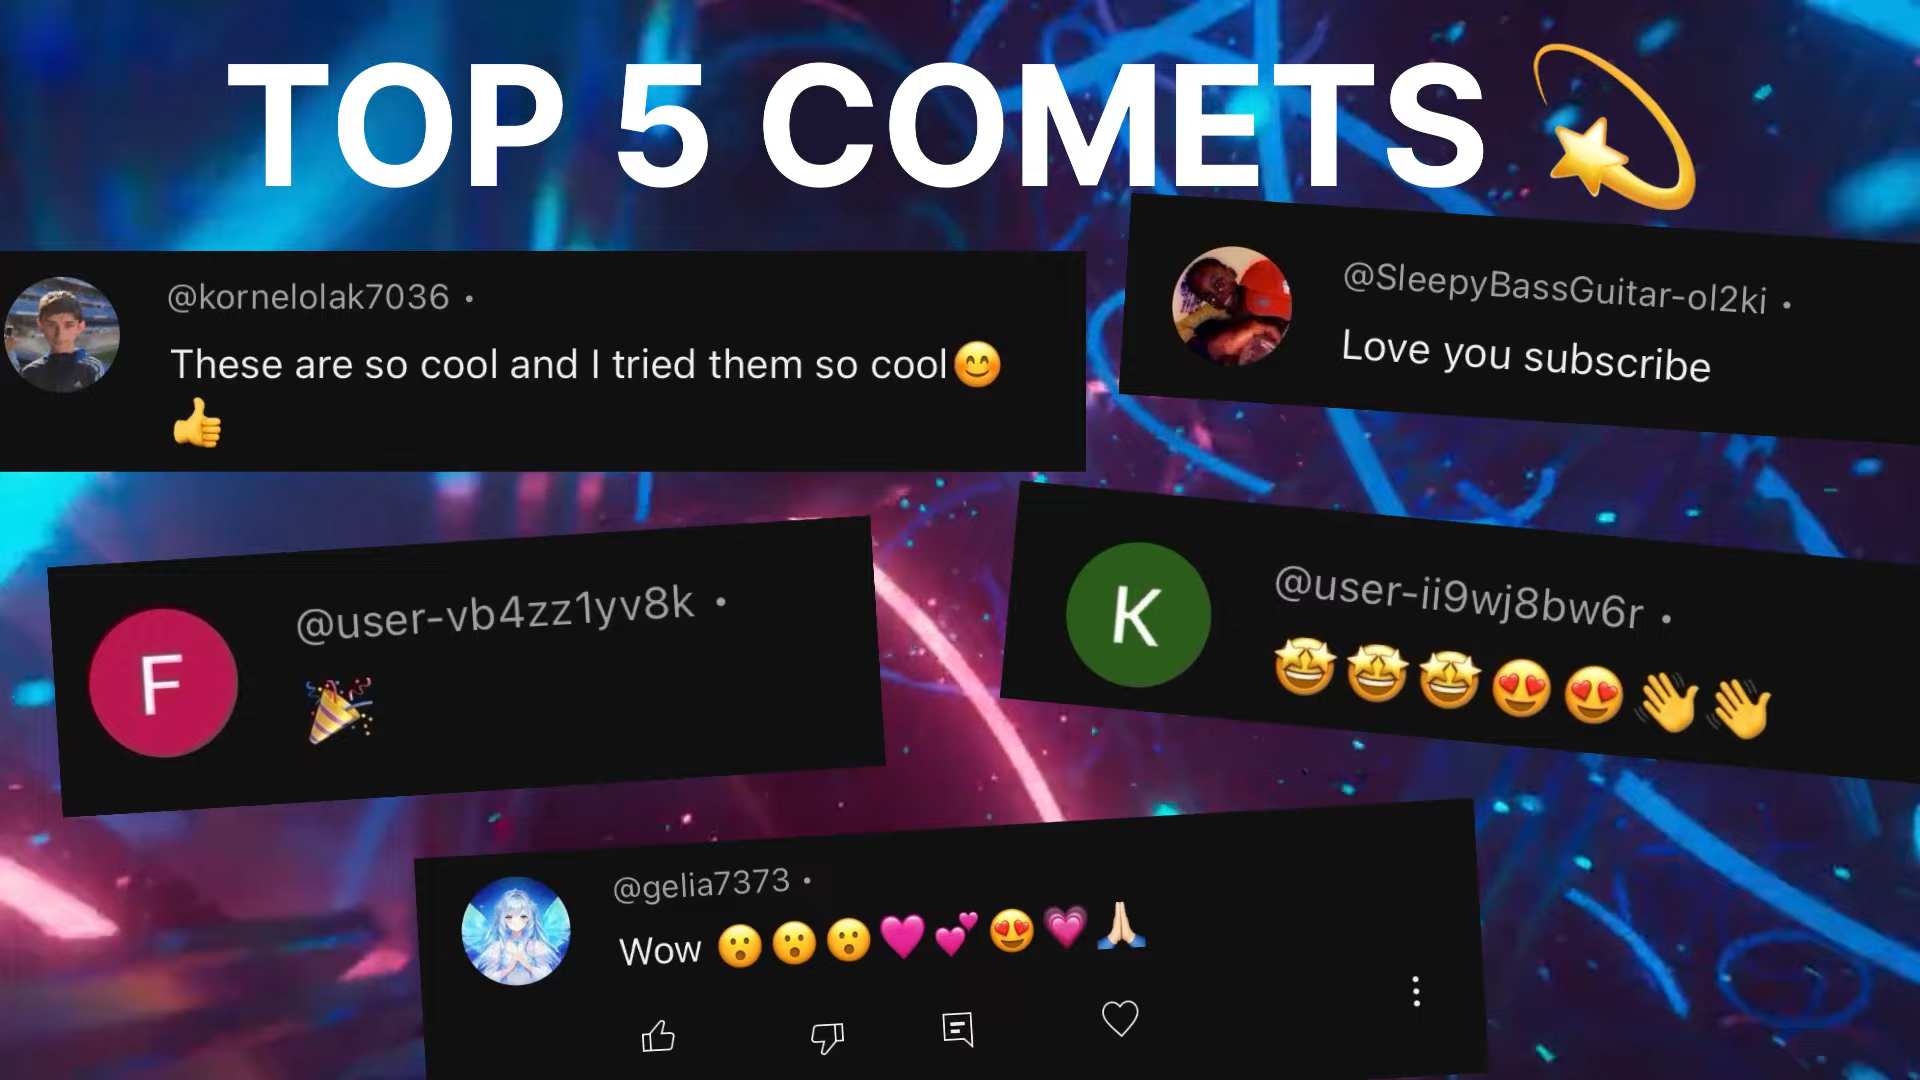 TOP 5 COMETS 💫
@kornelolak7036 •
These are so cool and I tried them so cool😊
👍
@SleepyBassGuitar-ol2ki •
Love you subscribe
F
@user-vb4zz1yv8k •
🎉
K
@user-ii9wj8bw6r •
🤩🤩🤩😍😍👋👋
@gelia7373 •
Wow 😮😮😮🩷💕😍💗🙏🏻